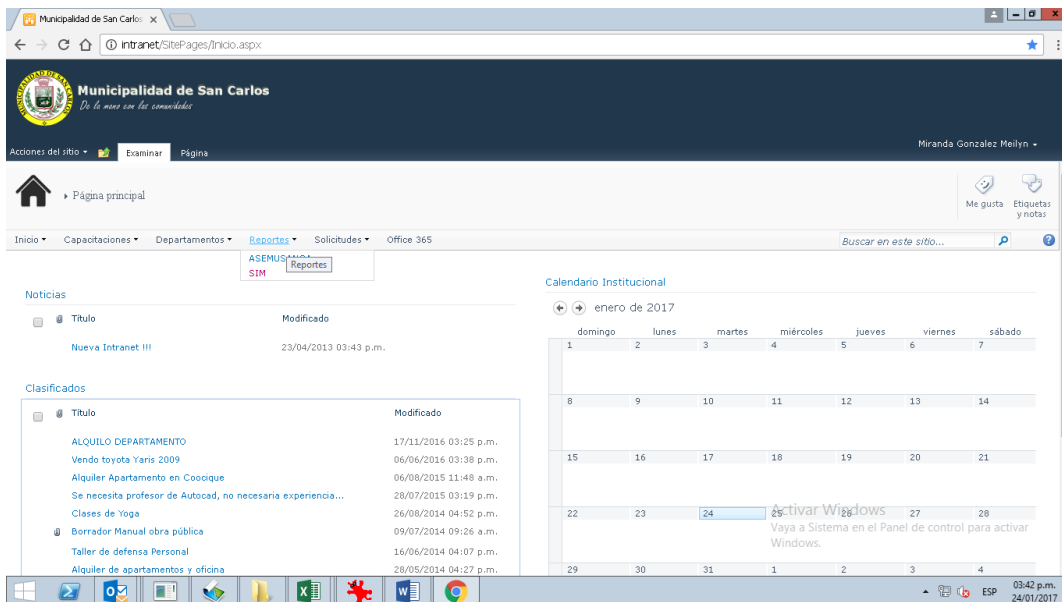 Municipalidad de San Carlos
intranet/SitePages/Inicio.aspx
Municipalidad de San Carlos
De la mano con las comunidades
Miranda Gonzalez Meilyn
Acciones del sitio
Examinar
Página
Página principal
Me gusta
Etiquetas y notas
Inicio
Capacitaciones
Departamentos
Reportes
Solicitudes
Office 365
Buscar en este sitio...
SIM
Reportes
Noticias
Título Modificado
Nueva Intranet !!! 23/04/2013 03:43 p.m.
Clasificados
Título Modificado
ALQUILO DEPARTAMENTO 17/11/2016 03:25 p.m.
Vendo toyota Yaris 2009 06/06/2016 03:38 p.m.
Alquiler Apartamento en Coocique 06/08/2015 11:48 a.m.
Se necesita profesor de Autocad, no necesaria experiencia... 28/07/2015 03:19 p.m.
Clases de Yoga 26/08/2014 04:52 p.m.
Borrador Manual obra pública 09/07/2014 09:26 a.m.
Taller de defensa Personal 16/06/2014 04:07 p.m.
Alquiler de apartamentos y oficina 28/05/2014 04:27 p.m.
Calendario Institucional
enero de 2017
domingo lunes martes miércoles jueves viernes sábado
1 2 3 4 5 6 7
8 9 10 11 12 13 14
15 16 17 18 19 20 21
22 23 24 25 26 27 28
29 30 31 1 2 3 4
Activar Windows
Vaya a Sistema en el Panel de control para activar
Windows.
ESP
03:42 p.m.
24/01/2017